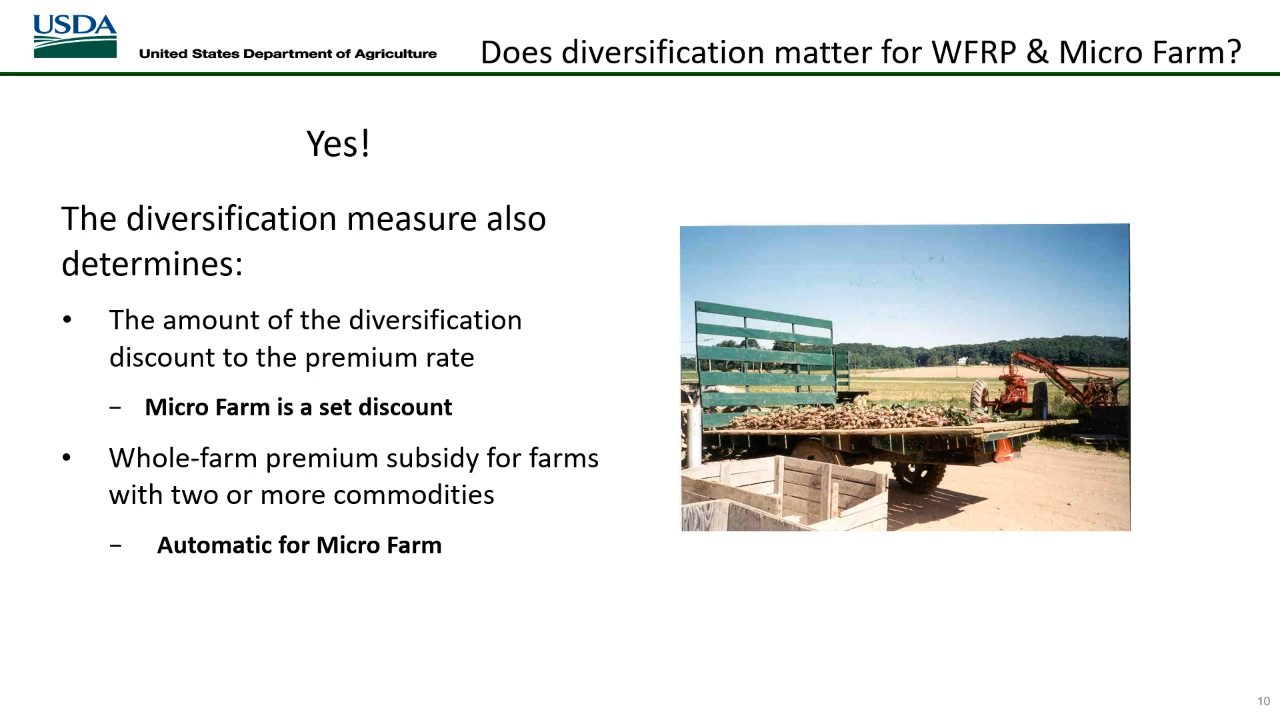 USDA
United States Department of Agriculture
Does diversification matter for WFRP & Micro Farm?
Yes!
The diversification measure also
determines:
• The amount of the diversification
discount to the premium rate
− Micro Farm is a set discount
• Whole-farm premium subsidy for farms
with two or more commodities
− Automatic for Micro Farm
10